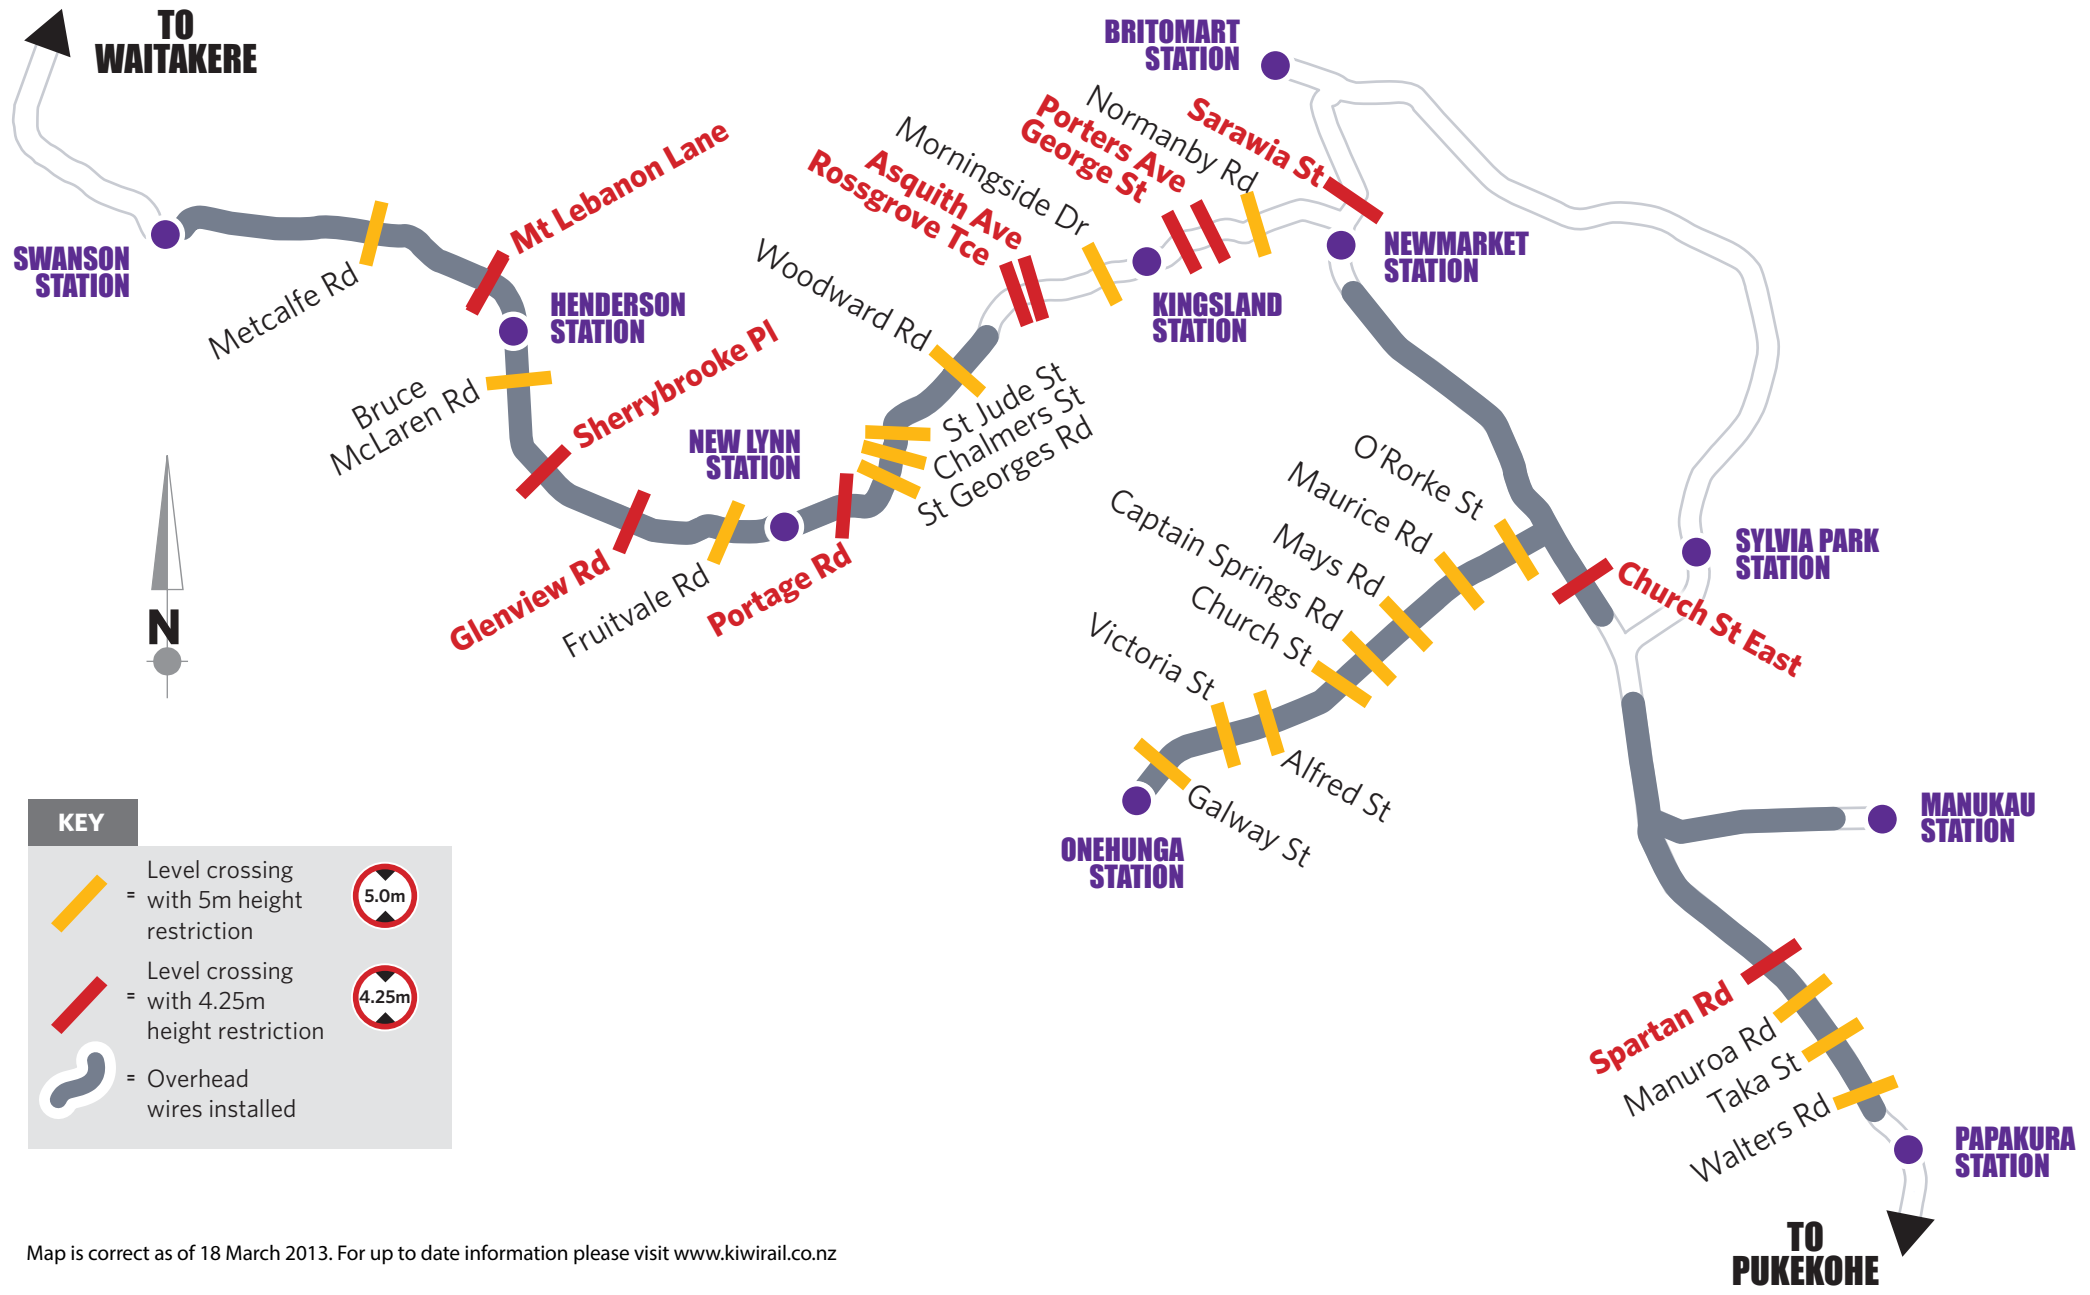 TO
WAITAKERE
SWANSON
STATION
Metcalfe Rd
Mt Lebanon Lane
HENDERSON
STATION
Bruce
McLaren Rd
Sherrybrooke Pl
Glenview Rd
Fruitvale Rd
NEW LYNN
STATION
Portage Rd
St Jude St
Chalmers St
St Georges Rd
Woodward Rd
Asquith Ave
Rossgrove Tce
Morningside Dr
KINGSLAND
STATION
Porters Ave
George St
Normanby Rd
Sarawia St
BRITOMART
STATION
NEWMARKET
STATION
O'Rorke St
Maurice Rd
Mays Rd
Captain Springs Rd
Church St
Victoria St
Alfred St
Galway St
ONEHUNGA
STATION
Church St East
SYLVIA PARK
STATION
MANUKAU
STATION
Spartan Rd
Manuroa Rd
Taka St
Walters Rd
PAPAKURA
STATION
TO
PUKEKOHE
N
KEY
= Level crossing
with 5m height
restriction
5.0m
= Level crossing
with 4.25m
height restriction
4.25m
= Overhead
wires installed
Map is correct as of 18 March 2013. For up to date information please visit www.kiwirail.co.nz